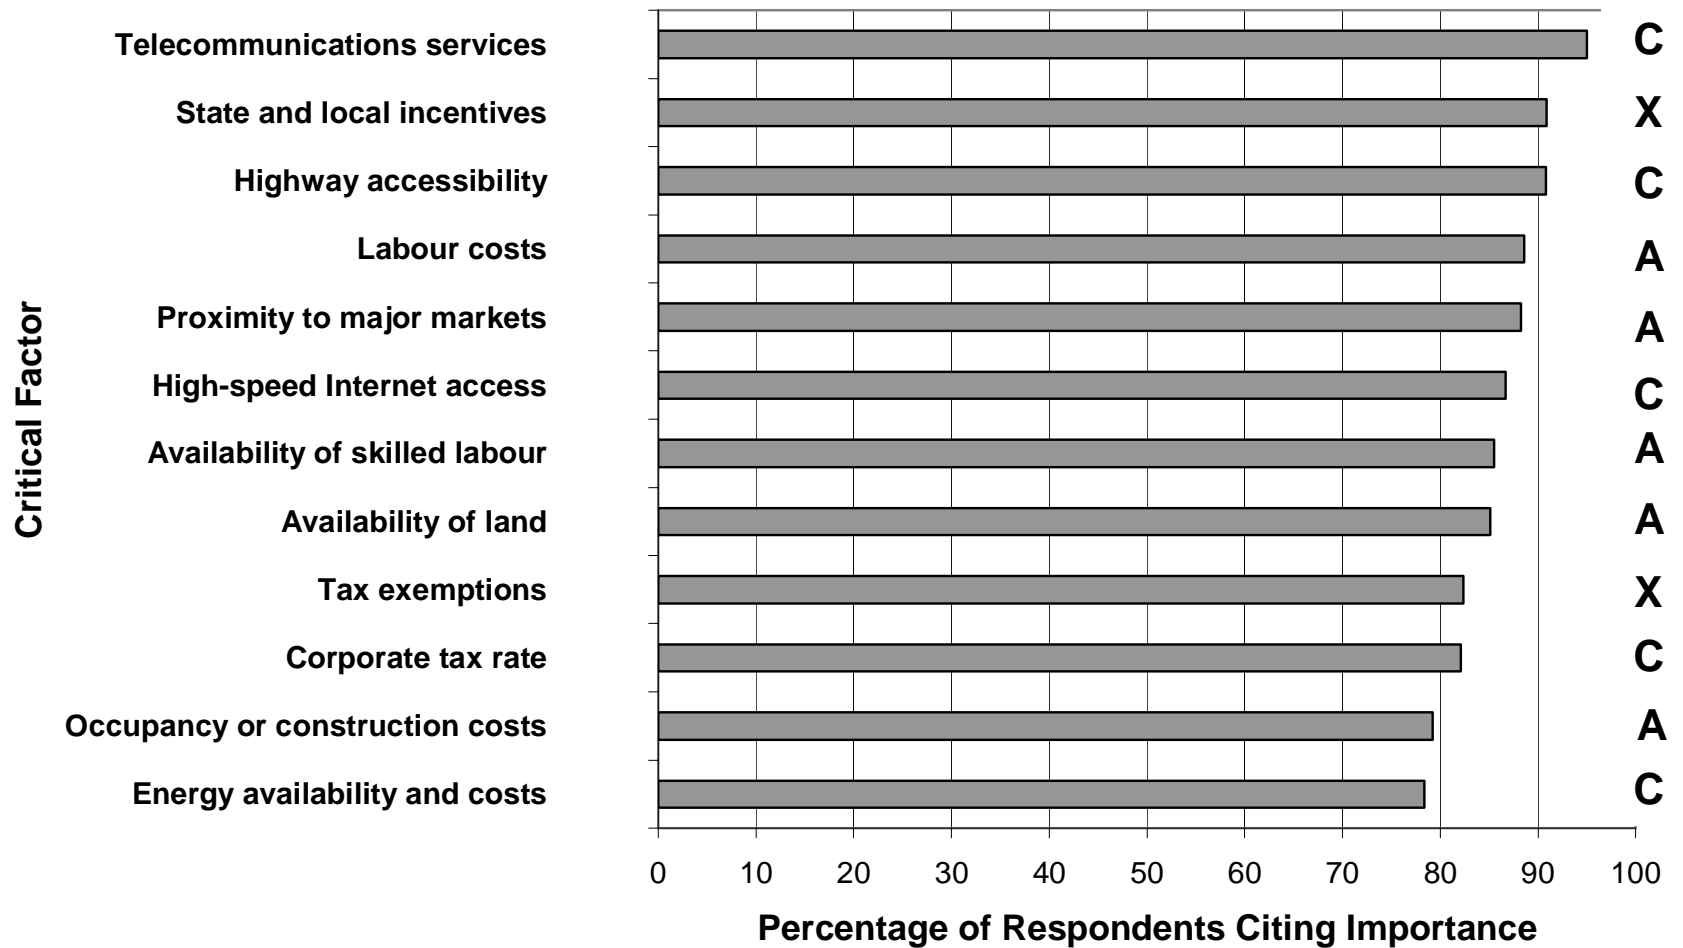 Telecommunications services C
State and local incentives X
Highway accessibility C
Labour costs A
Proximity to major markets A
High-speed Internet access C
Availability of skilled labour A
Availability of land A
Tax exemptions X
Corporate tax rate C
Occupancy or construction costs A
Energy availability and costs C
Critical Factor
0 10 20 30 40 50 60 70 80 90 100
Percentage of Respondents Citing Importance